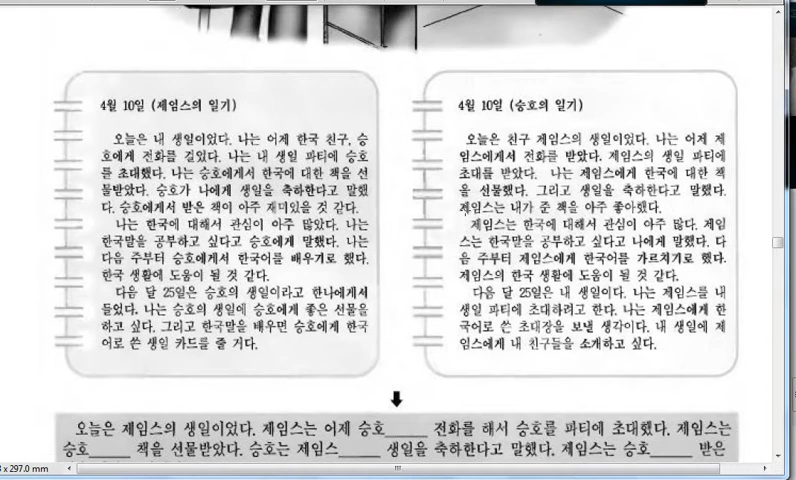 4월 10일 (제임스의 일기)
오늘은 내 생일이었다. 나는 어제 한국 친구, 승
호에게 전화를 걸었다. 나는 내 생일 파티에 승호
를 초대했다. 나는 승호에게서 한국에 대한 책을 선
물받았다. 승호가 나에게 생일을 축하한다고 말했
다. 승호에게서 받은 책이 아주 재미있을 것 같다.
나는 한국에 대해서 관심이 아주 많았다. 나는
한국말을 공부하고 싶다고 승호에게 말했다. 나는
다음 주부터 승호에게서 한국어를 배우기로 했다.
한국 생활에 도움이 될 것 같다.
다음 달 25일은 승호의 생일이라고 한나에게서
들었다. 나는 승호의 생일에 승호에게 좋은 선물을
하고 싶다. 그리고 한국말을 배우면 승호에게 한국
어로 쓴 생일 카드를 줄 거다.
4월 10일 (승호의 일기)
오늘은 친구 제임스의 생일이었다. 나는 어제 제
임스에게서 전화를 받았다. 제임스의 생일 파티에
초대를 받았다. 나는 제임스에게 한국에 대한 책
을 선물했다. 그리고 생일을 축하한다고 말했다.
제임스는 내가 준 책을 아주 좋아했다.
제임스는 한국에 대해서 관심이 아주 많다. 제임
스는 한국말을 공부하고 싶다고 나에게 말했다. 다
음 주부터 제임스에게 한국어를 가르치기로 했다.
제임스의 한국 생활에 도움이 될 것 같다.
다음 달 25일은 내 생일이다. 나는 제임스를 내
생일 파티에 초대하려고 한다. 나는 제임스에게 한
국어로 쓴 초대장을 보낼 생각이다. 내 생일에 제
임스에게 내 친구들을 소개하고 싶다.
오늘은 제임스의 생일이었다. 제임스는 어제 승호_____ 전화를 해서 승호를 파티에 초대했다. 제임스는
승호_____ 책을 선물받았다. 승호는 제임스_____ 생일을 축하한다고 말했다. 제임스는 승호_____ 받은
x 297.0 mm